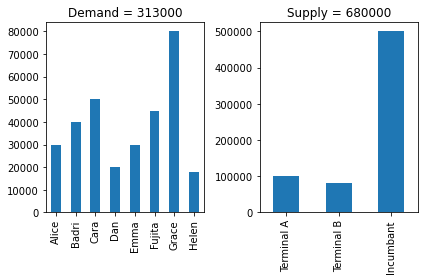 Demand = 313000
80000
70000
60000
50000
40000
30000
20000
10000
0
Alice
Badri
Cara
Dan
Emma
Fujita
Grace
Helen
Supply = 680000
500000
400000
300000
200000
100000
0
Terminal A
Terminal B
Incumbant